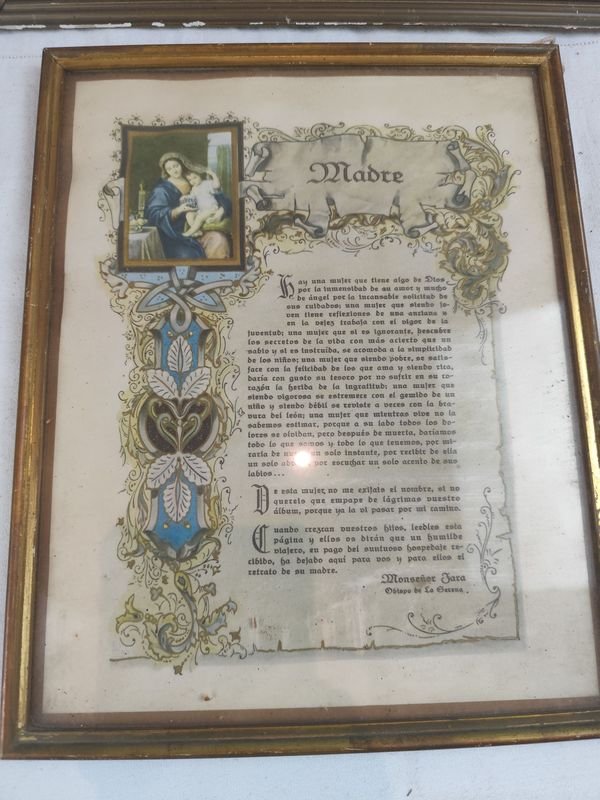 Madre
Hay una mujer que tiene algo de Dios
por la inmensidad de su amor y mucho
de ángel por la incansable solicitud de
sus cuidados; una mujer que siendo jo-
ven tiene reflexiones de una anciana y
en la vejez trabaja con el vigor de la
juventud; una mujer que si es ignorante, descubre
los secretos de la vida con más acierto que un
sabio y si es instruída, se acomoda a la simplicidad
de los niños; una mujer que siendo pobre, se satis-
face con la felicidad de los que ama y siendo rica,
daría con gusto su tesoro por no sufrir en su co-
razón la herida de la ingratitud; una mujer que
siendo vigorosa se estremece con el gemido de un
niño y siendo débil se reviste a veces con la bra-
vura del león; una mujer que mientras vive no la
sabemos estimar, porque a su lado todos los do-
lores se olvidan, pero después de muerta, daríamos
todo lo que somos y todo lo que tenemos, por mi-
rarla de nuevo un solo instante, por recibir de ella
un solo abrazo, por escuchar un solo acento de sus
labios...
De esta mujer no me exijáis el nombre, si no
queréis que empape de lágrimas vuestro
álbum, porque ya la vi pasar por mi camino.
Cuando crezcan vuestros hijos, leedles esta
página y ellos os dirán que un humilde
viajero, en pago del suntuoso hospedaje re-
cibido, ha dejado aquí para vos y para ellos el
retrato de su madre.
Monseñor Jara
Obispo de La Serena